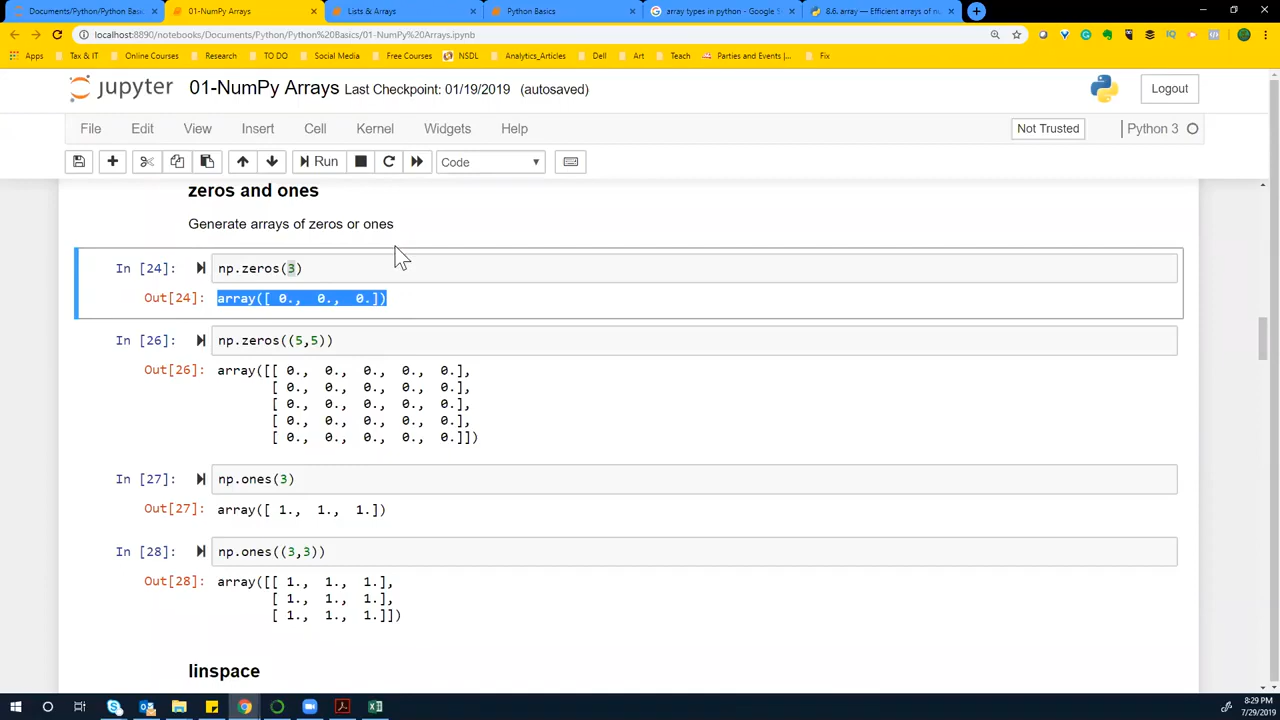 Documents/Python/Python Basi
01-NumPy Arrays
Lists & Arrays
Python Basics
array types in python - Google S
8.6. array — Efficient arrays of nu
localhost:8890/notebooks/Documents/Python/Python%20Basics/01-NumPy%20Arrays.ipynb
Apps
Tax & IT
Online Courses
Research
TO DO
Social Media
Free Courses
NSDL
Analytics_Articles
Dell
Art
Teach
Parties and Events |...
Fix
jupyter 01-NumPy Arrays Last Checkpoint: 01/19/2019 (autosaved)
Logout
File Edit View Insert Cell Kernel Widgets Help
Not Trusted
Python 3
Run
Code
zeros and ones
Generate arrays of zeros or ones
In [24]: np.zeros(3)
Out[24]: array([ 0., 0., 0.])
In [26]: np.zeros((5,5))
Out[26]: array([[ 0., 0., 0., 0., 0.],
[ 0., 0., 0., 0., 0.],
[ 0., 0., 0., 0., 0.],
[ 0., 0., 0., 0., 0.],
[ 0., 0., 0., 0., 0.]])
In [27]: np.ones(3)
Out[27]: array([ 1., 1., 1.])
In [28]: np.ones((3,3))
Out[28]: array([[ 1., 1., 1.],
[ 1., 1., 1.],
[ 1., 1., 1.]])
linspace
8:29 PM
7/29/2019